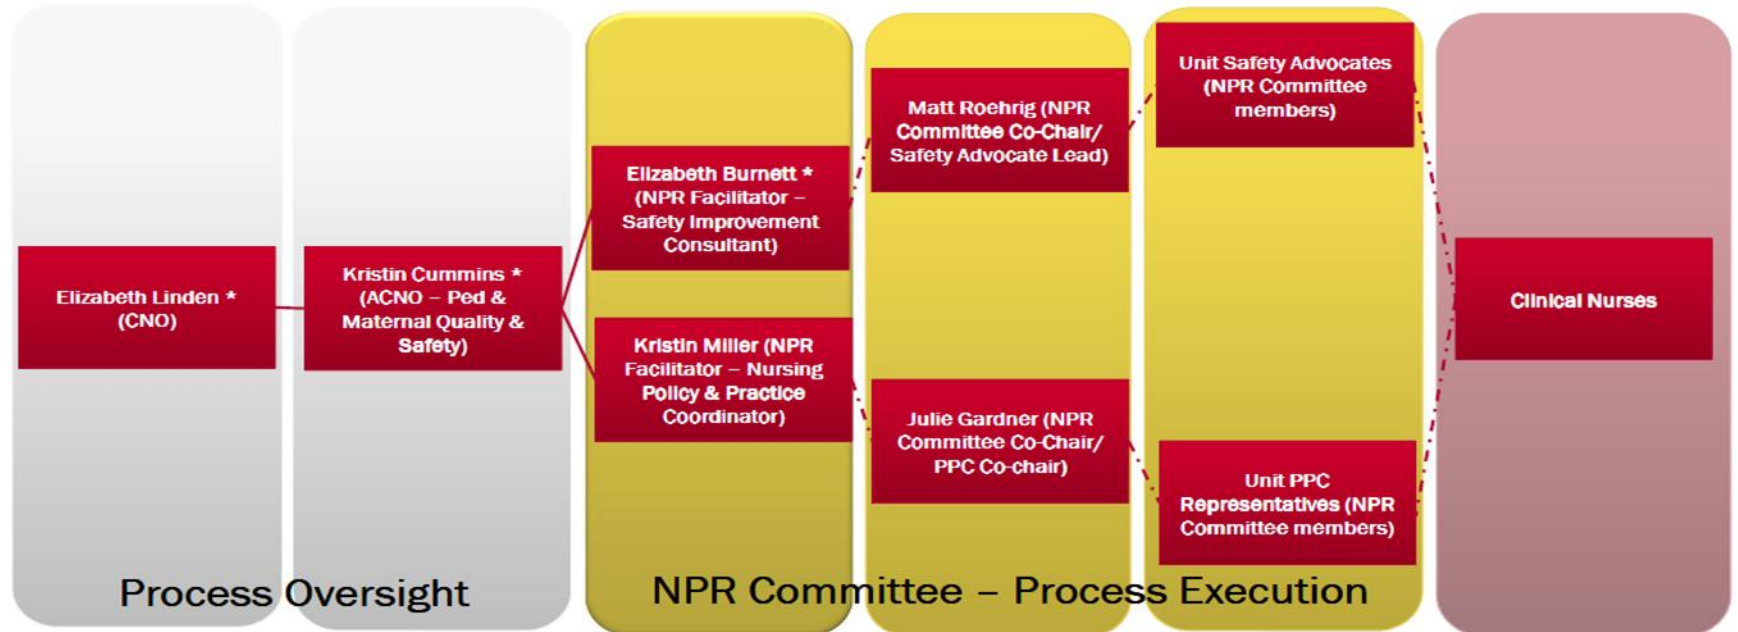 Elizabeth Linden *
(CNO)
Kristin Cummins *
(ACNO – Ped &
Maternal Quality &
Safety)
Elizabeth Burnett *
(NPR Facilitator –
Safety Improvement
Consultant)
Kristin Miller (NPR
Facilitator – Nursing
Policy & Practice
Coordinator)
Matt Roehrig (NPR
Committee Co-Chair/
Safety Advocate Lead)
Julie Gardner (NPR
Committee Co-Chair/
PPC Co-chair)
Unit Safety Advocates
(NPR Committee
members)
Unit PPC
Representatives (NPR
Committee members)
Clinical Nurses
Process Oversight
NPR Committee – Process Execution